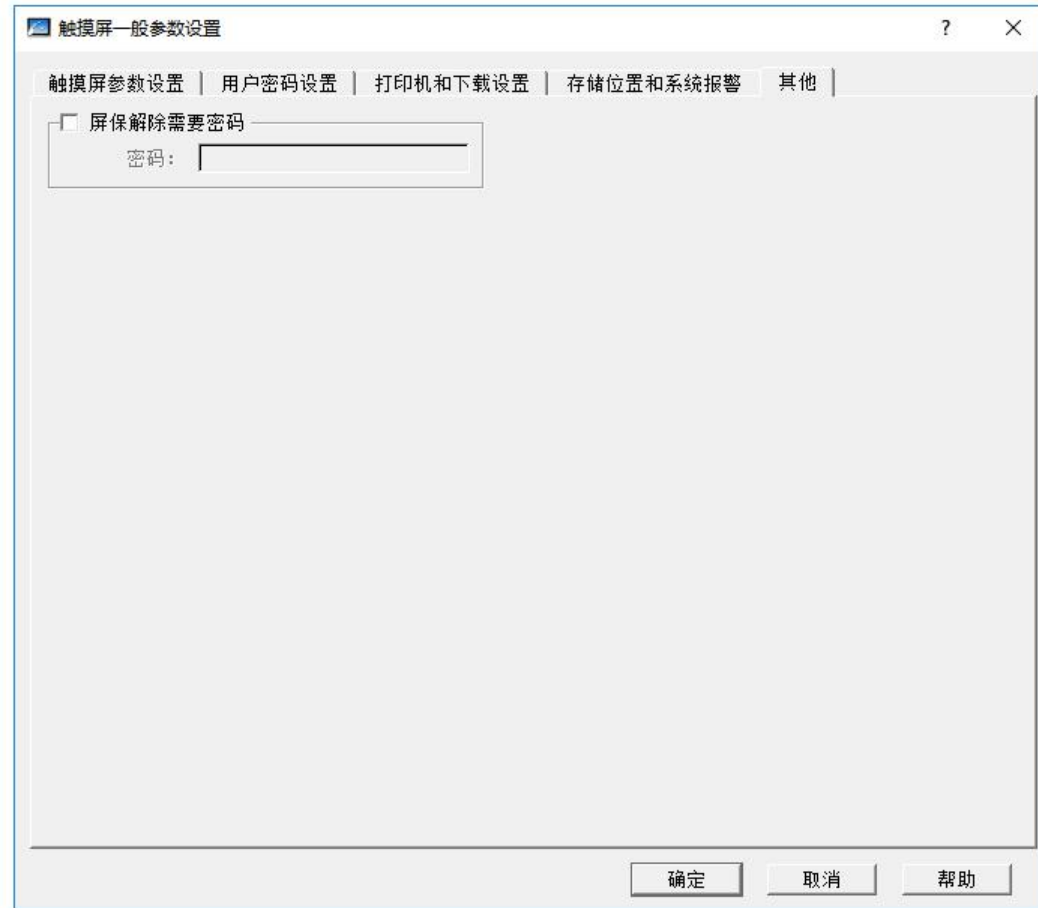 触摸屏一般参数设置 ? ×
触摸屏参数设置 用户密码设置 打印机和下载设置 存储位置和系统报警 其他
屏保解除需要密码
密码:
确定 取消 帮助